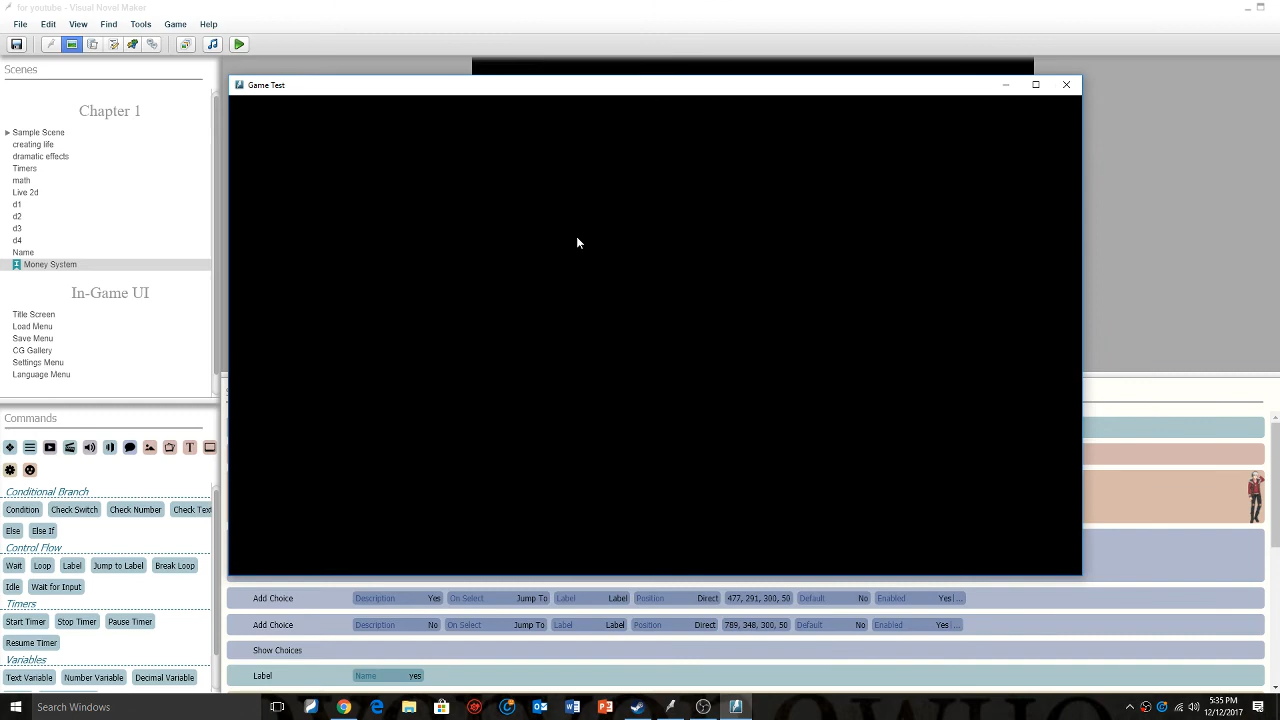 for youtube - Visual Novel Maker
File Edit View Find Tools Game Help
Scenes
Chapter 1
Sample Scene
creating life
dramatic effects
Timers
math
Live 2d
d1
d2
d3
d4
Name
Money System
In-Game UI
Title Screen
Load Menu
Save Menu
CG Gallery
Settings Menu
Language Menu
Commands
Conditional Branch
Condition Check Switch Check Number Check Text
Else Else If
Control Flow
Wait Loop Label Jump to Label Break Loop
Idle Wait for Input
Timers
Start Timer Stop Timer Pause Timer
Resume Timer
Variables
Text Variable Number Variable Decimal Variable
Game Test
Add Choice Description Yes On Select Jump To Label Label Position Direct 477, 291, 300, 50 Default No Enabled Yes|...
Add Choice Description No On Select Jump To Label Label Position Direct 789, 348, 300, 50 Default No Enabled Yes|...
Show Choices
Label Name yes
Search Windows
5:35 PM
12/12/2017